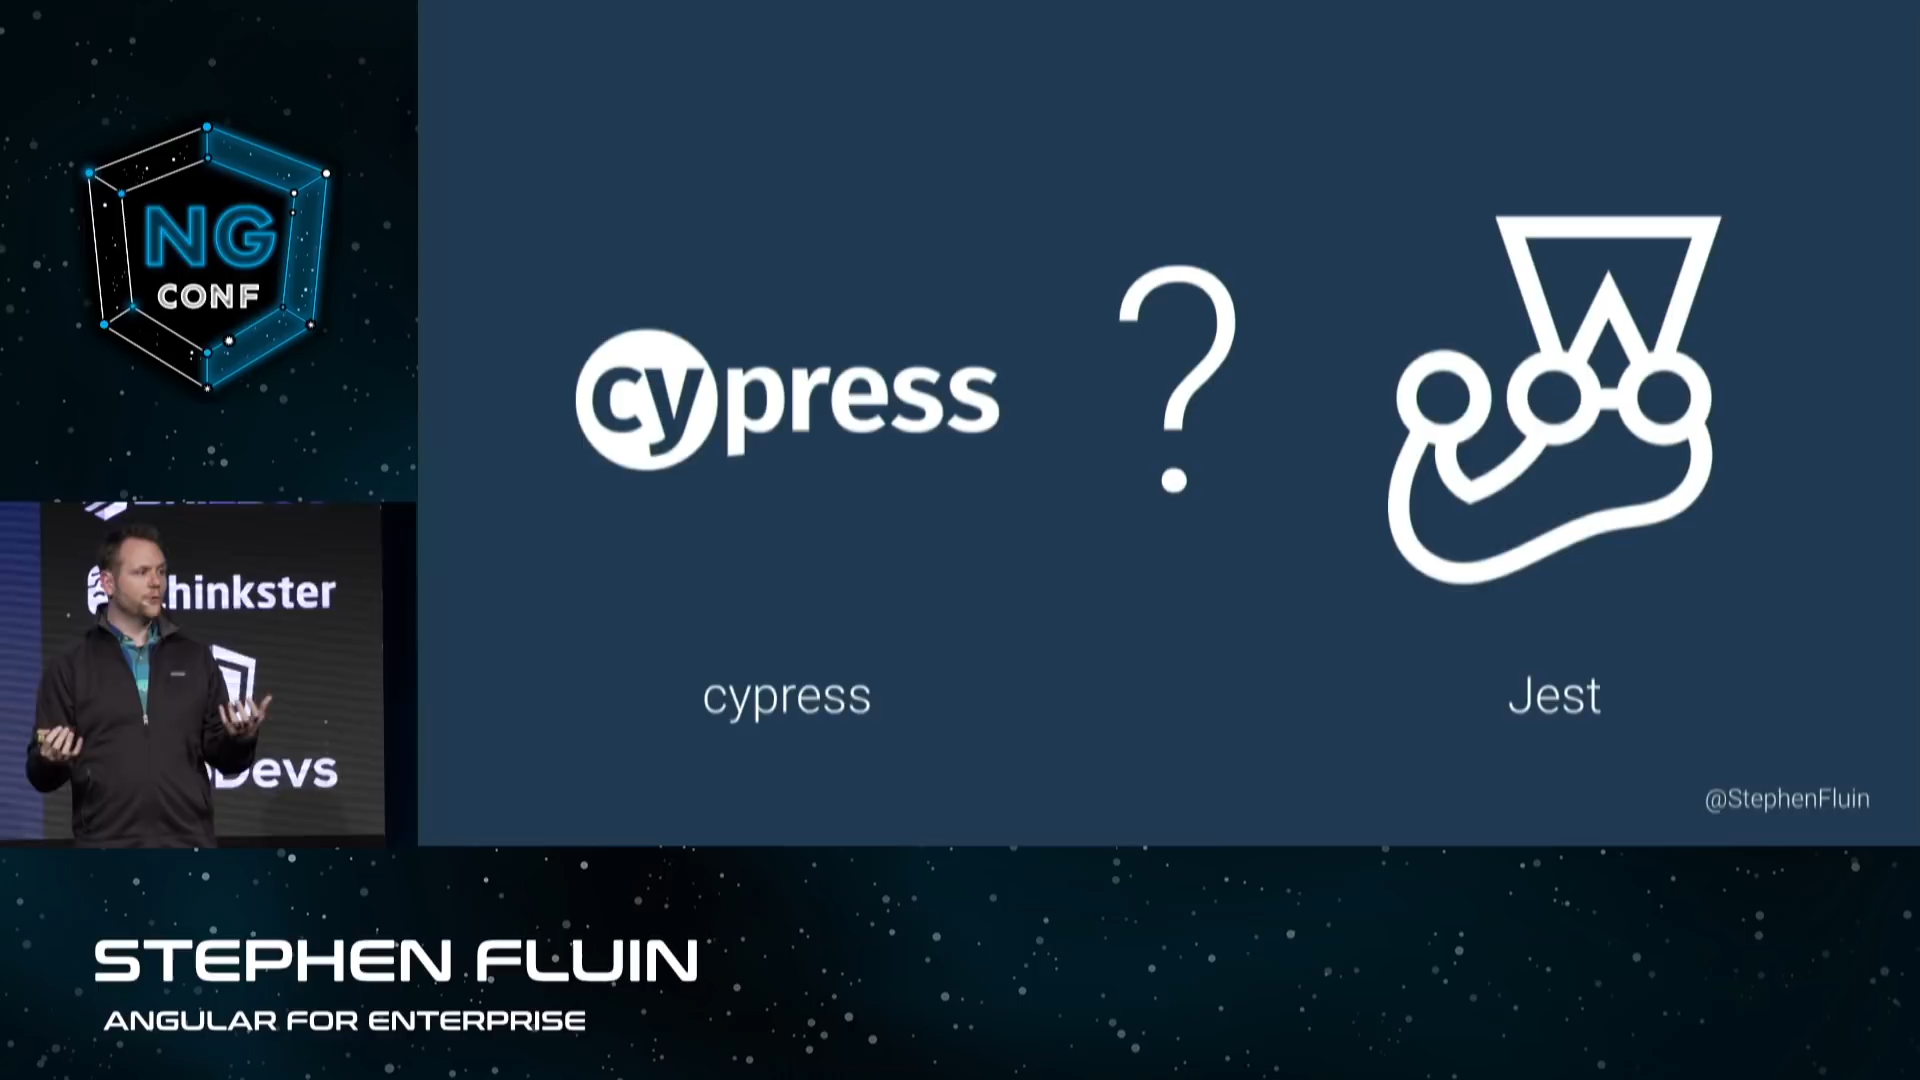 NG
CONF
cypress
?
cypress
Jest
@StephenFluin
hinkster
Devs
STEPHEN FLUIN
ANGULAR FOR ENTERPRISE